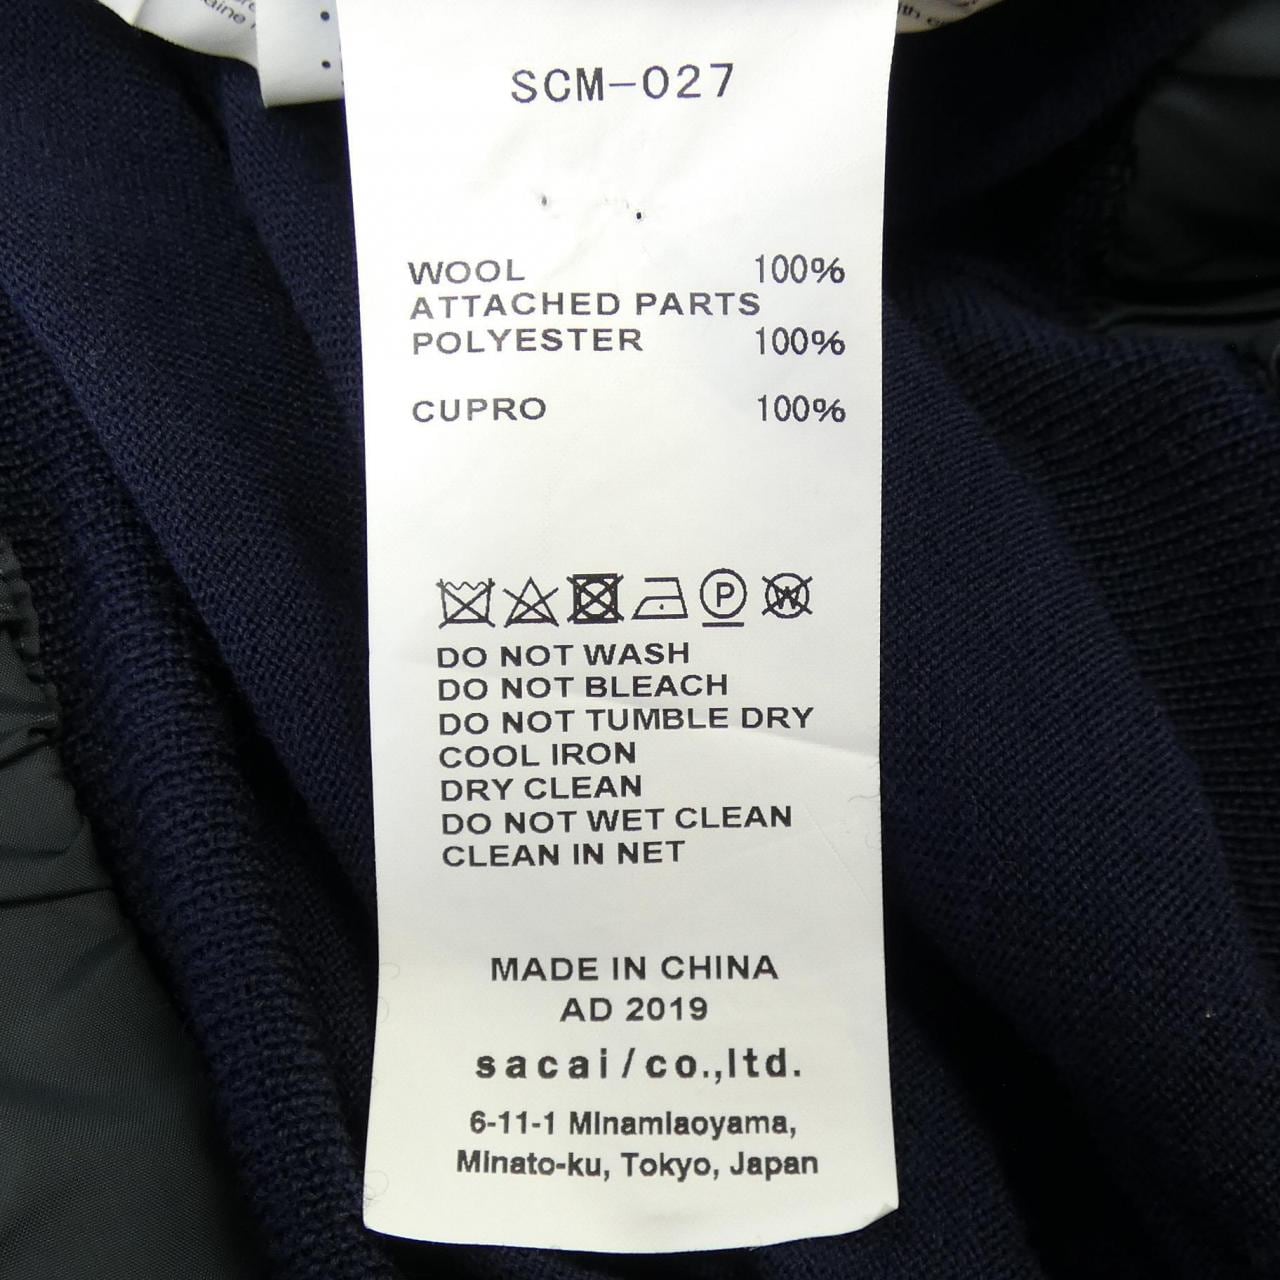 SCM-027
WOOL 100%
ATTACHED PARTS
POLYESTER 100%
CUPRO 100%
P W
DO NOT WASH
DO NOT BLEACH
DO NOT TUMBLE DRY
COOL IRON
DRY CLEAN
DO NOT WET CLEAN
CLEAN IN NET
MADE IN CHINA
AD 2019
sacai/co.,ltd.
6-11-1 Minamiaoyama,
Minato-ku, Tokyo, Japan